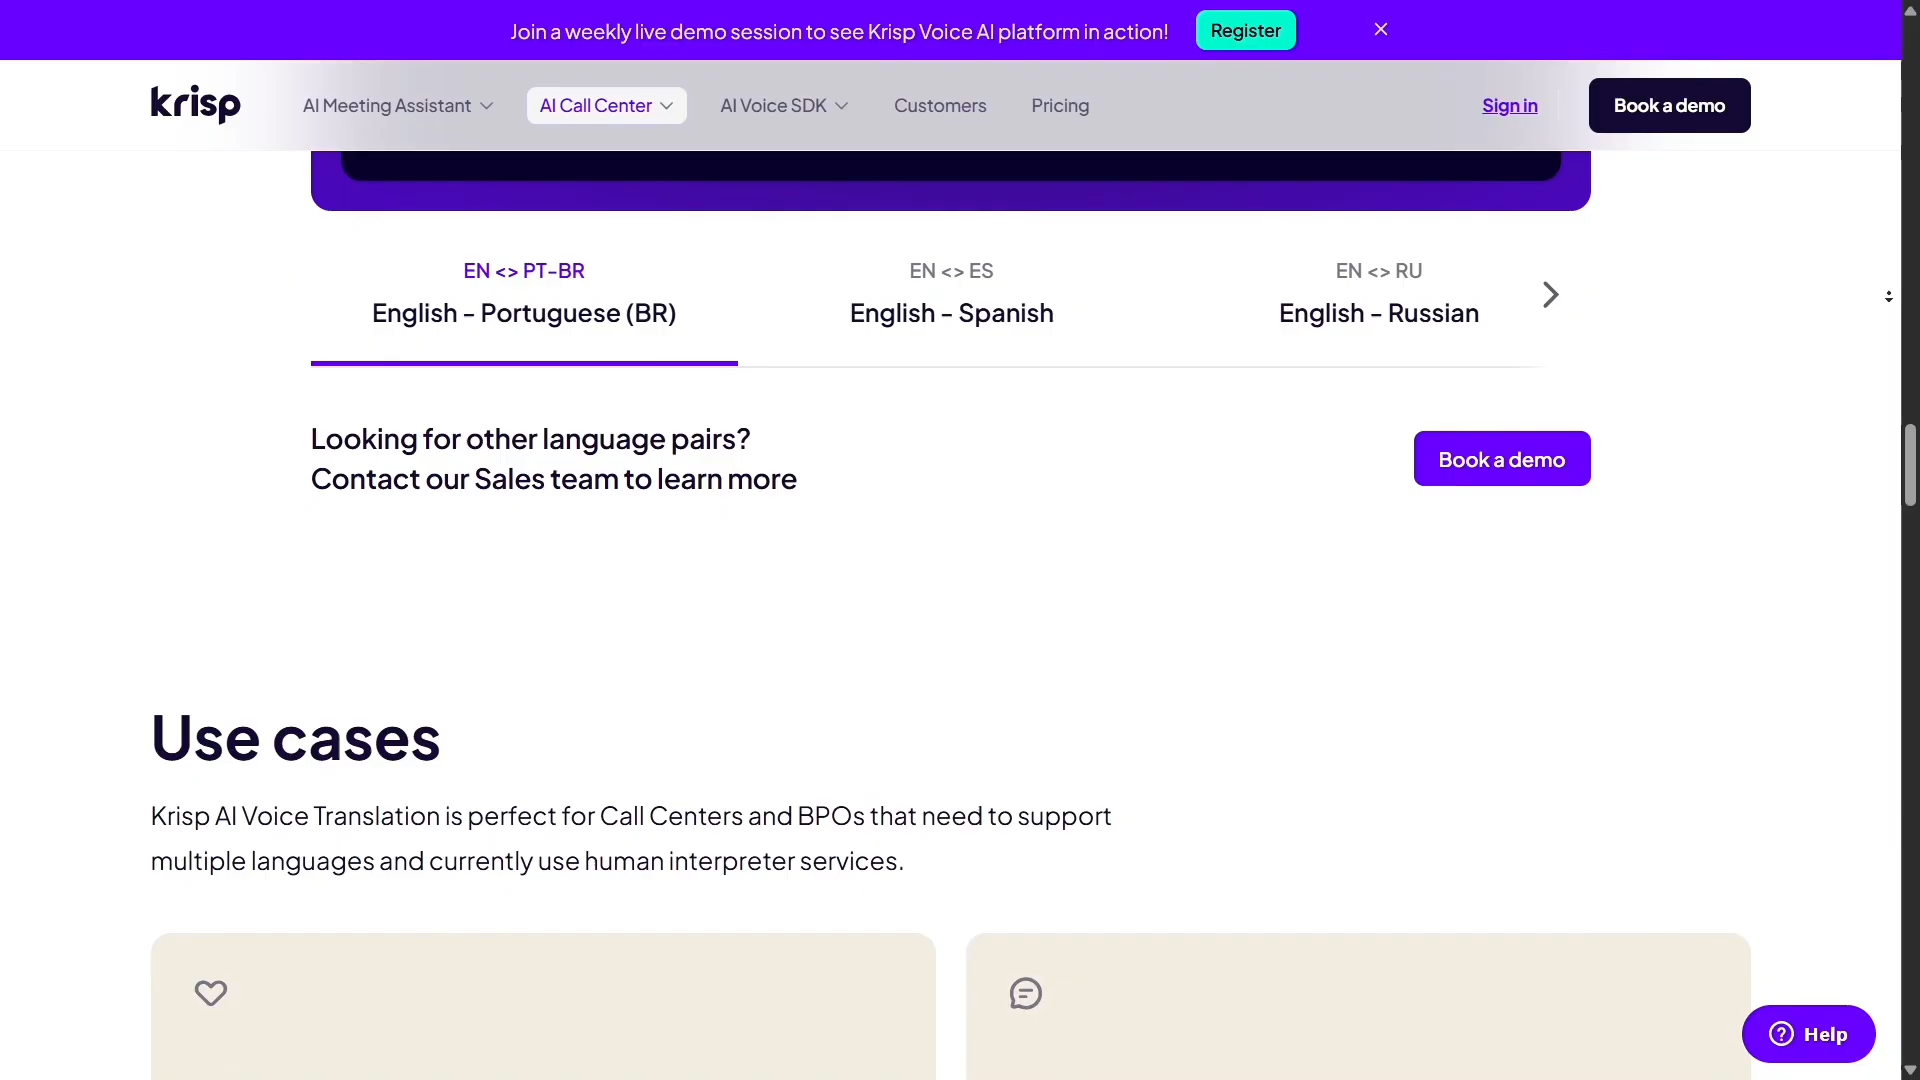 Join a weekly live demo session to see Krisp Voice AI platform in action!
Register
krisp
AI Meeting Assistant
AI Call Center
AI Voice SDK
Customers
Pricing
Sign in
Book a demo
EN <> PT-BR
English - Portuguese (BR)
EN <> ES
English - Spanish
EN <> RU
English - Russian
Looking for other language pairs?
Contact our Sales team to learn more
Book a demo
Use cases
Krisp AI Voice Translation is perfect for Call Centers and BPOs that need to support
multiple languages and currently use human interpreter services.
Help